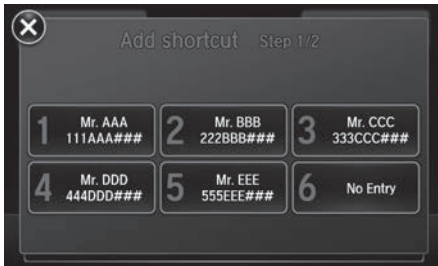 Add shortcut Step 1/2
1 Mr. AAA
111AAA###
2 Mr. BBB
222BBB###
3 Mr. CCC
333CCC###
4 Mr. DDD
444DDD###
5 Mr. EEE
555EEE###
6 No Entry